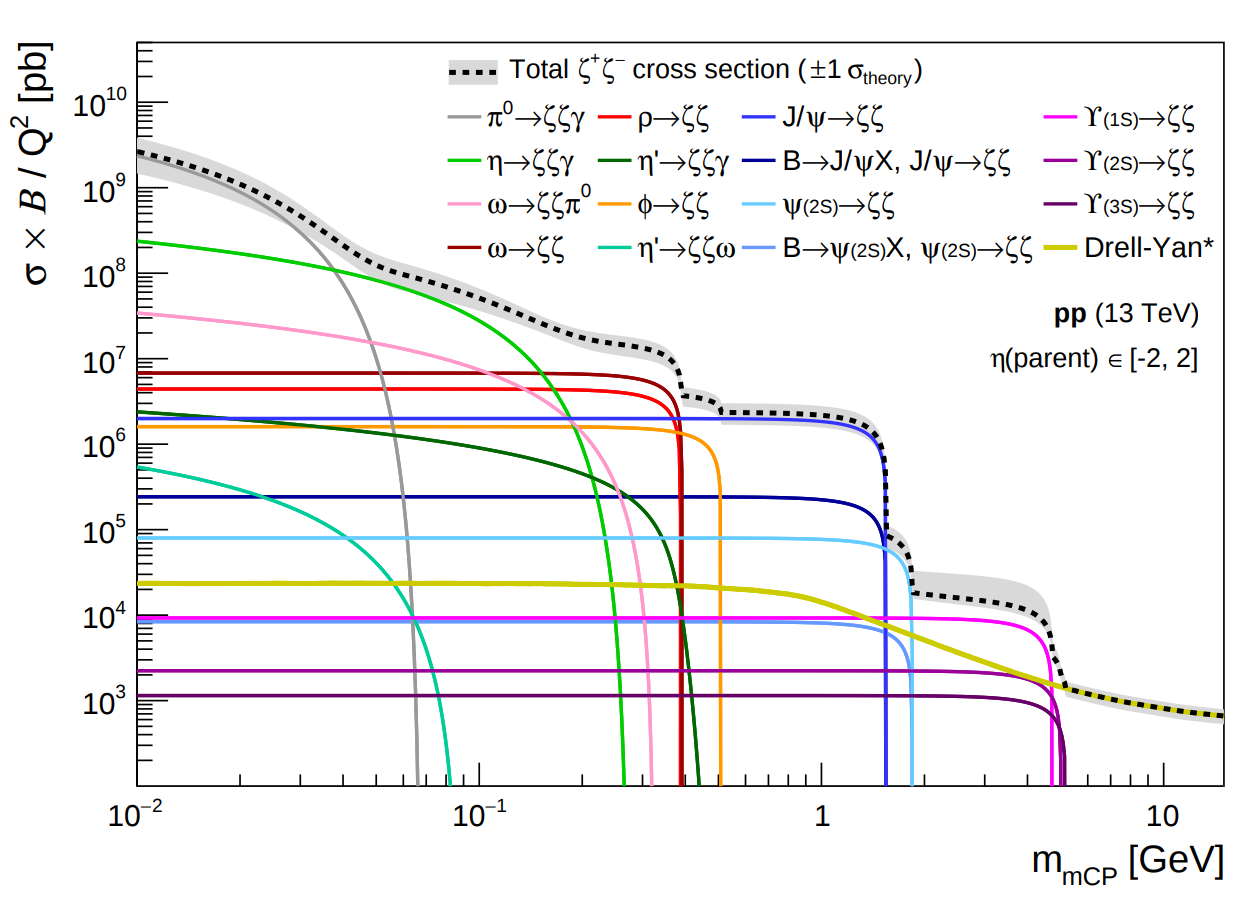 σ × B / Q² [pb]
10¹⁰
10⁹
10⁸
10⁷
10⁶
10⁵
10⁴
10³
Total ζ⁺ζ⁻ cross section (±1 σtheory)
π⁰→ζζγ ρ→ζζ J/ψ→ζζ ϒ(1S)→ζζ
η→ζζγ η'→ζζγ B→J/ψX, J/ψ→ζζ ϒ(2S)→ζζ
ω→ζζπ⁰ ϕ→ζζ ψ(2S)→ζζ ϒ(3S)→ζζ
ω→ζζ η'→ζζω B→ψ(2S)X, ψ(2S)→ζζ Drell-Yan*
pp (13 TeV)
η(parent) ∈ [-2, 2]
10⁻² 10⁻¹ 1 10
mmCP [GeV]